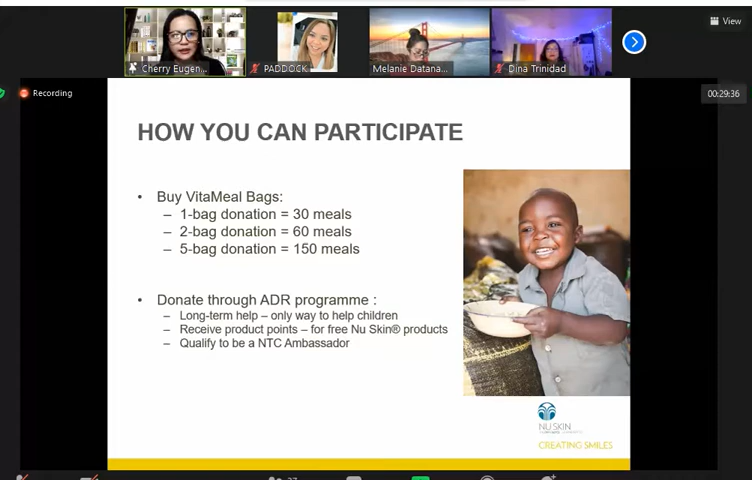 View
Cherry Eugen...
PADDOCK
Melanie Datana...
Dina Trinidad
Recording
00:29:36
HOW YOU CAN PARTICIPATE
• Buy VitaMeal Bags:
– 1-bag donation = 30 meals
– 2-bag donation = 60 meals
– 5-bag donation = 150 meals
• Donate through ADR programme :
– Long-term help – only way to help children
– Receive product points – for free Nu Skin® products
– Qualify to be a NTC Ambassador
NU SKIN
CREATING SMILES